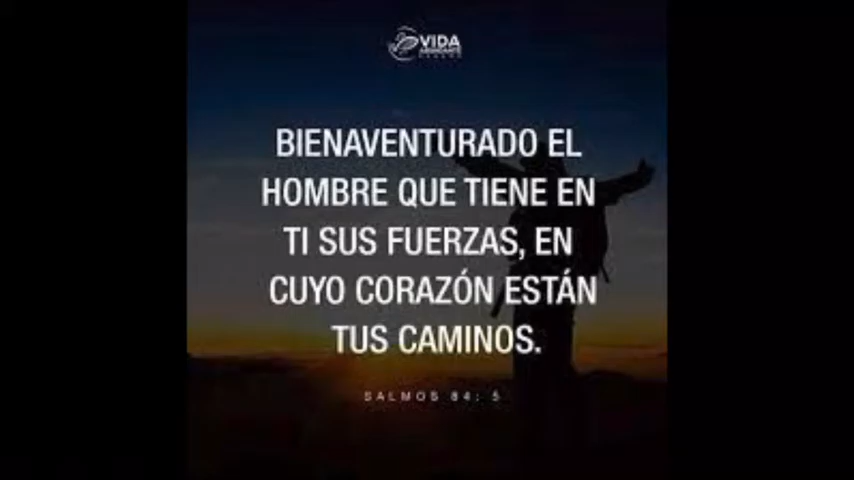 VIDA
ABUNDANTE
BIENAVENTURADO EL
HOMBRE QUE TIENE EN
TI SUS FUERZAS, EN
CUYO CORAZÓN ESTÁN
TUS CAMINOS.
SALMOS 84: 5